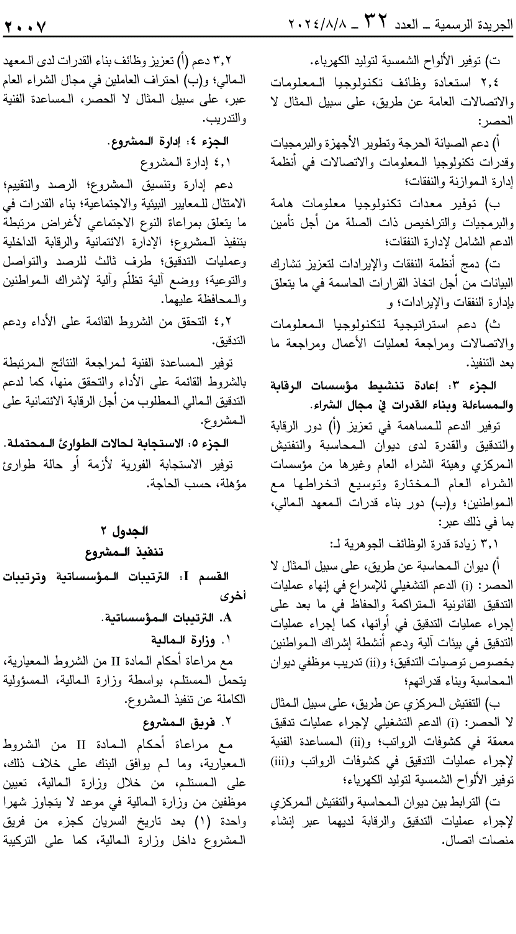 الجريدة الرسمية ــ العدد ٣٢ ــ ٢٠٢٤/٨/٨
٢٠٠٧
ت) توفير الألواح الشمسية لتوليد الكهرباء.
٢,٤ استعادة وظائف تكنولوجيا المعلومات
والاتصالات العامة عن طريق، على سبيل المثال لا
الحصر:
أ) دعم الصيانة الحرجة وتطوير الأجهزة والبرمجيات
وقدرات تكنولوجيا المعلومات والاتصالات في أنظمة
إدارة الموازنة والنفقات؛
ب) توفير معدات تكنولوجيا معلومات هامة
والبرمجيات والتراخيص ذات الصلة من أجل تأمين
الدعم الشامل لإدارة النفقات؛
ت) دمج أنظمة النفقات والإيرادات لتعزيز تشارك
البيانات من أجل اتخاذ القرارات الحاسمة في ما يتعلق
بإدارة النفقات والإيرادات؛ و
ث) دعم استراتيجية لتكنولوجيا المعلومات
والاتصالات ومراجعة لعمليات الأعمال ومراجعة ما
بعد التنفيذ.
الجزء ٣: إعادة تنشيط مؤسسات الرقابة
والمساءلة وبناء القدرات في مجال الشراء.
توفير الدعم للمساهمة في تعزيز (أ) دور الرقابة
والتدقيق والقدرة لدى ديوان المحاسبة والتفتيش
المركزي وهيئة الشراء العام وغيرها من مؤسسات
الشراء العام المختارة وتوسيع انخراطها مع
المواطنين؛ و(ب) دور بناء قدرات المعهد المالي،
بما في ذلك عبر:
٣,١ زيادة قدرة الوظائف الجوهرية لـ:
أ) ديوان المحاسبة عن طريق، على سبيل المثال لا
الحصر: (i) الدعم التشغيلي للإسراع في إنهاء عمليات
التدقيق القانونية المتراكمة والحفاظ في ما بعد على
إجراء عمليات التدقيق في أوانها، كما إجراء عمليات
التدقيق في بيئات آلية ودعم أنشطة إشراك المواطنين
بخصوص توصيات التدقيق؛ و(ii) تدريب موظفي ديوان
المحاسبة وبناء قدراتهم؛
ب) التفتيش المركزي عن طريق، على سبيل المثال
لا الحصر: (i) الدعم التشغيلي لإجراء عمليات تدقيق
معمقة في كشوفات الرواتب؛ و(ii) المساعدة الفنية
لإجراء عمليات التدقيق في كشوفات الرواتب و(iii)
توفير الألواح الشمسية لتوليد الكهرباء؛
ت) الترابط بين ديوان المحاسبة والتفتيش المركزي
لإجراء عمليات التدقيق والرقابة لديهما عبر إنشاء
منصات اتصال.
٣,٢ دعم (أ) تعزيز وظائف بناء القدرات لدى المعهد
المالي؛ و(ب) احتراف العاملين في مجال الشراء العام
عبر، على سبيل المثال لا الحصر، المساعدة الفنية
والتدريب.
الجزء ٤: إدارة المشروع.
٤,١ إدارة المشروع
دعم إدارة وتنسيق المشروع؛ الرصد والتقييم؛
الامتثال للمعايير البيئية والاجتماعية؛ بناء القدرات في
ما يتعلق بمراعاة النوع الاجتماعي لأغراض مرتبطة
بتنفيذ المشروع؛ الإدارة الائتمانية والرقابة الداخلية
وعمليات التدقيق؛ طرف ثالث للرصد والتواصل
والتوعية؛ ووضع آلية تظلّم وآلية لإشراك المواطنين
والمحافظة عليهما.
٤,٢ التحقق من الشروط القائمة على الأداء ودعم
التدقيق.
توفير المساعدة الفنية لمراجعة النتائج المرتبطة
بالشروط القائمة على الأداء والتحقق منها، كما لدعم
التدقيق المالي المطلوب من أجل الرقابة الائتمانية على
المشروع.
الجزء ٥: الاستجابة لحالات الطوارئ المحتملة.
توفير الاستجابة الفورية لأزمة أو حالة طوارئ
مؤهلة، حسب الحاجة.
الجدول ٢
تنفيذ المشروع
القسم I: الترتيبات المؤسساتية وترتيبات
أخرى
A. الترتيبات المؤسساتية.
١. وزارة المالية
مع مراعاة أحكام المادة II من الشروط المعيارية،
يتحمل المستلم، بواسطة وزارة المالية، المسؤولية
الكاملة عن تنفيذ المشروع.
٢. فريق المشروع
مع مراعاة أحكام المادة II من الشروط
المعيارية، وما لم يوافق البنك على خلاف ذلك،
على المستلم، من خلال وزارة المالية، تعيين
موظفين من وزارة المالية في موعد لا يتجاوز شهرا
واحدة (١) بعد تاريخ السريان كجزء من فريق
المشروع داخل وزارة المالية، كما على التركيبة